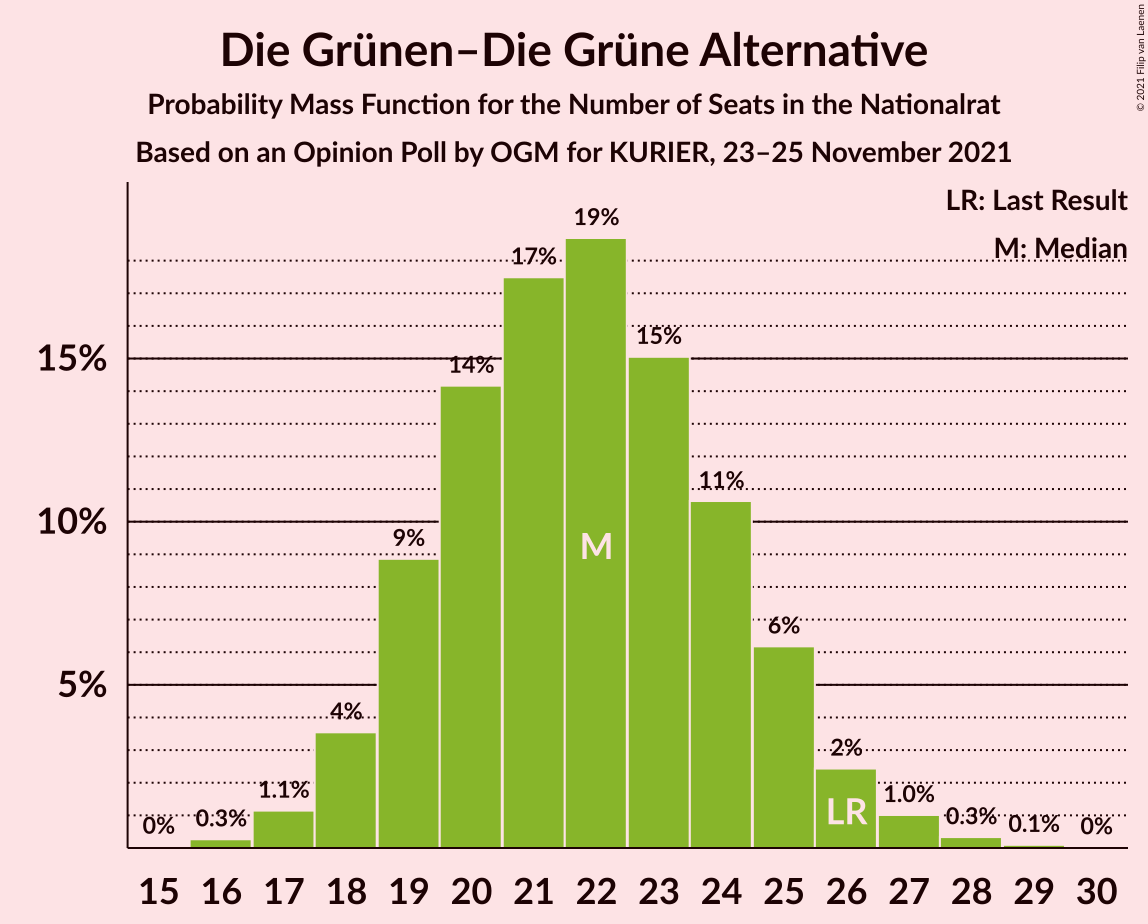 Die Grünen–Die Grüne Alternative
Probability Mass Function for the Number of Seats in the Nationalrat
Based on an Opinion Poll by OGM for KURIER, 23–25 November 2021
© 2021 Filip van Laenen
LR: Last Result
M: Median
15%
10%
5%
0%
0.3%
1.1%
4%
9%
14%
17%
19%
15%
11%
6%
2%
1.0%
0.3%
0.1%
0%
M
LR
15 16 17 18 19 20 21 22 23 24 25 26 27 28 29 30